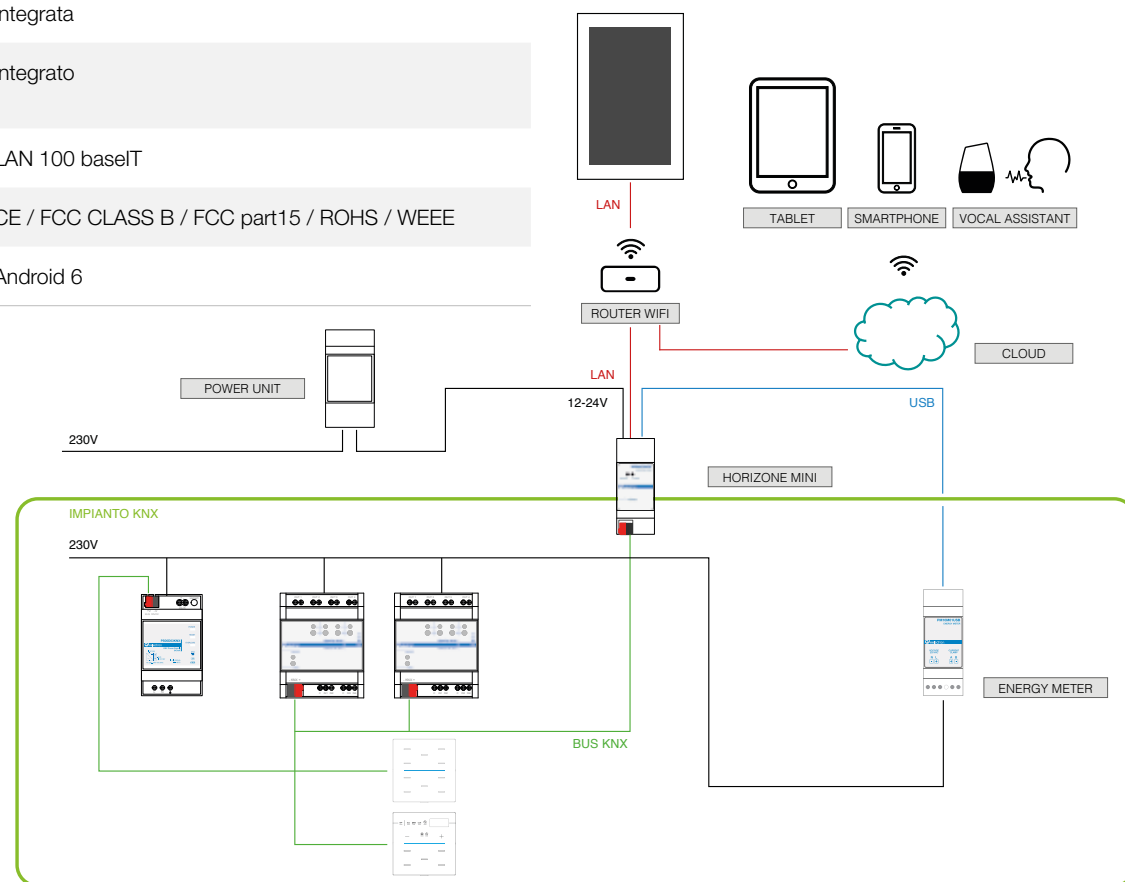 ntegrata
ntegrato
LAN 100 baseIT
CE / FCC CLASS B / FCC part15 / ROHS / WEEE
Android 6
LAN
TABLET
SMARTPHONE
VOCAL ASSISTANT
ROUTER WIFI
CLOUD
POWER UNIT
LAN
12-24V
USB
230V
HORIZONE MINI
IMPIANTO KNX
230V
ENERGY METER
BUS KNX